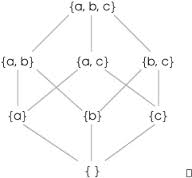 {a, b, c}
{a, b} {a, c} {b, c}
{a} {b} {c}
{ }